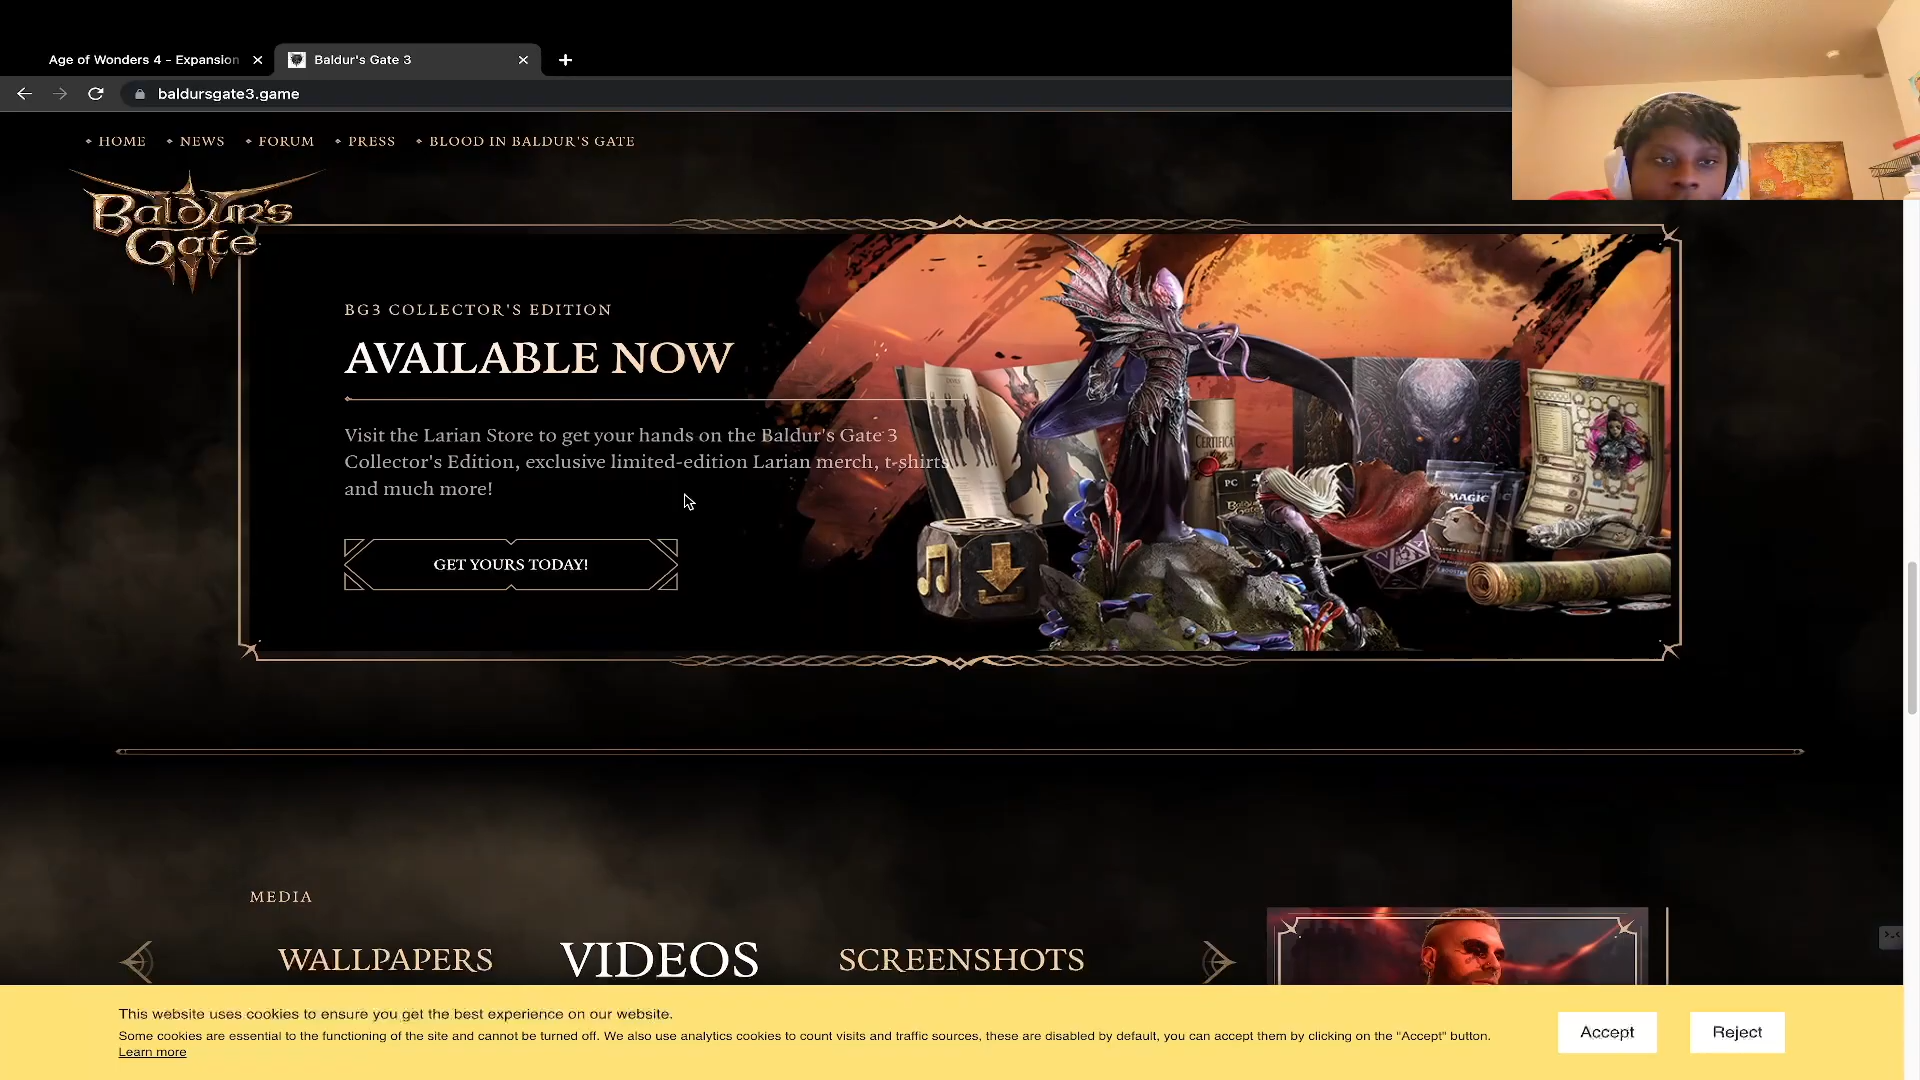 Age of Wonders 4 - Expansion
Baldur's Gate 3
baldursgate3.game
HOME NEWS FORUM PRESS BLOOD IN BALDUR'S GATE
Baldur's
Gate
BG3 COLLECTOR'S EDITION
AVAILABLE NOW
Visit the Larian Store to get your hands on the Baldur's Gate 3
Collector's Edition, exclusive limited-edition Larian merch, t-shirts
and much more!
GET YOURS TODAY!
CERTIFICA
PC
Baldur's
Gate
MAGIC
MEDIA
WALLPAPERS VIDEOS SCREENSHOTS
This website uses cookies to ensure you get the best experience on our website.
Some cookies are essential to the functioning of the site and cannot be turned off. We also use analytics cookies to count visits and traffic sources, these are disabled by default, you can accept them by clicking on the "Accept" button.
Learn more
Accept Reject